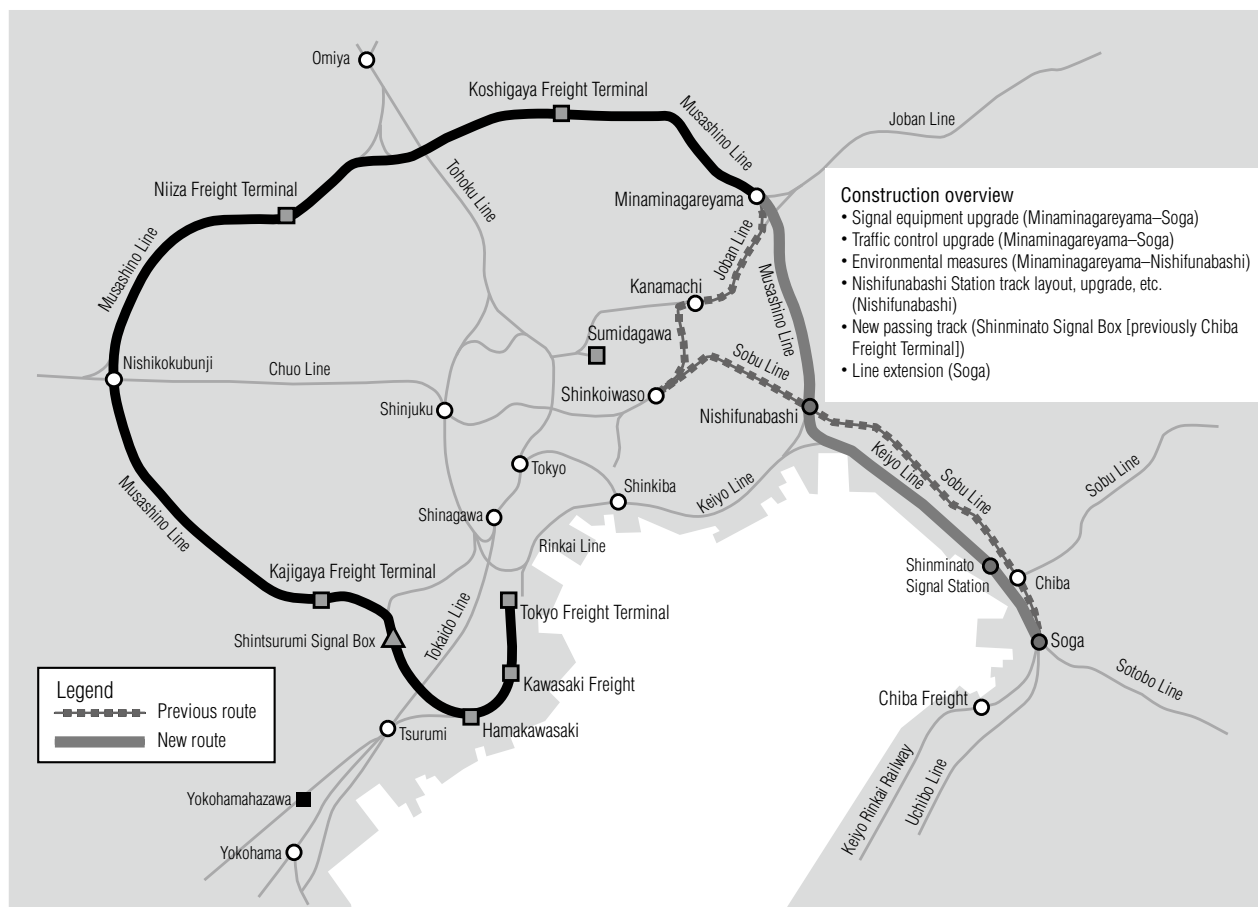 Omiya
Koshigaya Freight Terminal
Musashino Line
Joban Line
Niiza Freight Terminal
Tohoku Line
Minaminagareyama
Construction overview
• Signal equipment upgrade (Minaminagareyama–Soga)
• Traffic control upgrade (Minaminagareyama–Soga)
• Environmental measures (Minaminagareyama–Nishifunabashi)
• Nishifunabashi Station track layout, upgrade, etc.
(Nishifunabashi)
• New passing track (Shinminato Signal Box [previously Chiba
Freight Terminal])
• Line extension (Soga)
Musashino Line
Joban Line
Kanamachi
Musashino Line
Sumidagawa
Sobu Line
Nishikokubunji
Chuo Line
Shinjuku
Shinkoiwaso
Nishifunabashi
Tokyo
Shinkiba
Keiyo Line
Keiyo Line
Sobu Line
Sobu Line
Musashino Line
Shinagawa
Rinkai Line
Kajigaya Freight Terminal
Shinminato
Signal Station
Chiba
Tokyo Freight Terminal
Shintsurumi Signal Box
Tokaido Line
Soga
Sotobo Line
Legend
Previous route
New route
Kawasaki Freight
Chiba Freight
Tsurumi
Hamakawasaki
Keiyo Rinkai Railway
Uchibo Line
Yokohamahazawa
Yokohama